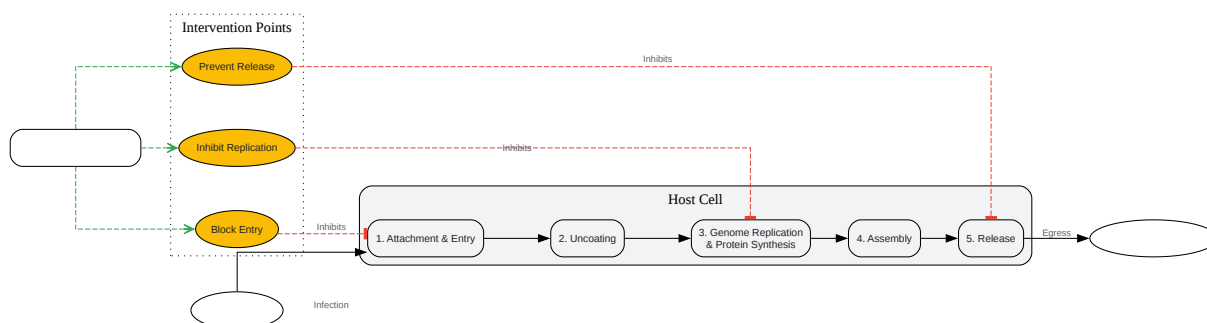 Intervention Points
Prevent Release
Inhibits
Inhibit Replication
Inhibits
Host Cell
Block Entry
Inhibits
1. Attachment & Entry
2. Uncoating
3. Genome Replication
& Protein Synthesis
4. Assembly
5. Release
Egress
Infection